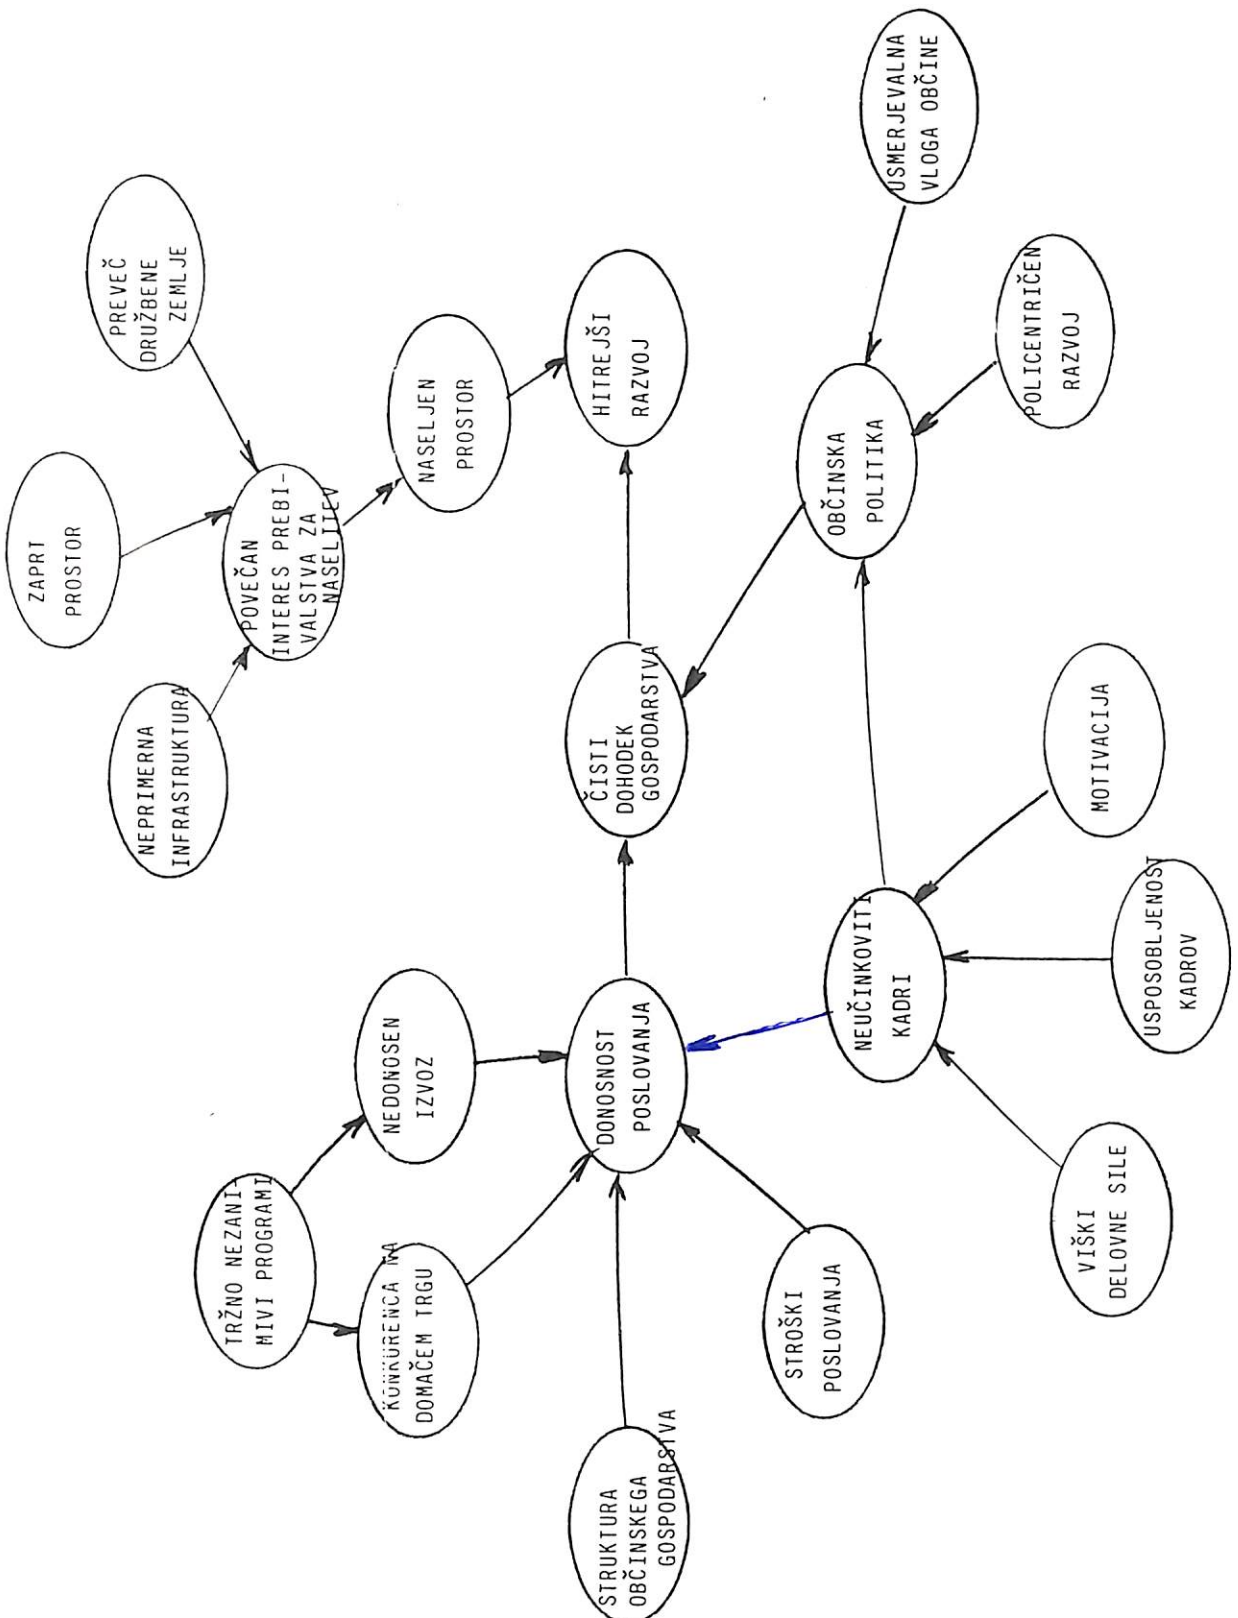 PREVEČ
DRUŽBENE
ZEMLJE
ZAPRT
PROSTOR
NEPRIMERNA
INFRASTRUKTURA
POVEČAN
INTERES PREBI-
VALSTVA ZA
NASELITEV
NASELJEN
PROSTOR
HITREJŠI
RAZVOJ
USMERJEVALNA
VLOGA OBČINE
POLICENTRIČEN
RAZVOJ
OBČINSKA
POLITIKA
ČISTI
DOHODEK
GOSPODARSTVA
TRŽNO NEZANI-
MIVI PROGRAMI
NEDONOSEN
IZVOZ
KONKURENCA NA
DOMAČEM TRGU
DONOSNOST
POSLOVANJA
STRUKTURA
OBČINSKEGA
GOSPODARSTVA
STROŠKI
POSLOVANJA
NEUČINKOVITI
KADRI
MOTIVACIJA
USPOSOBLJENOST
KADROV
VIŠKI
DELOVNE SILE